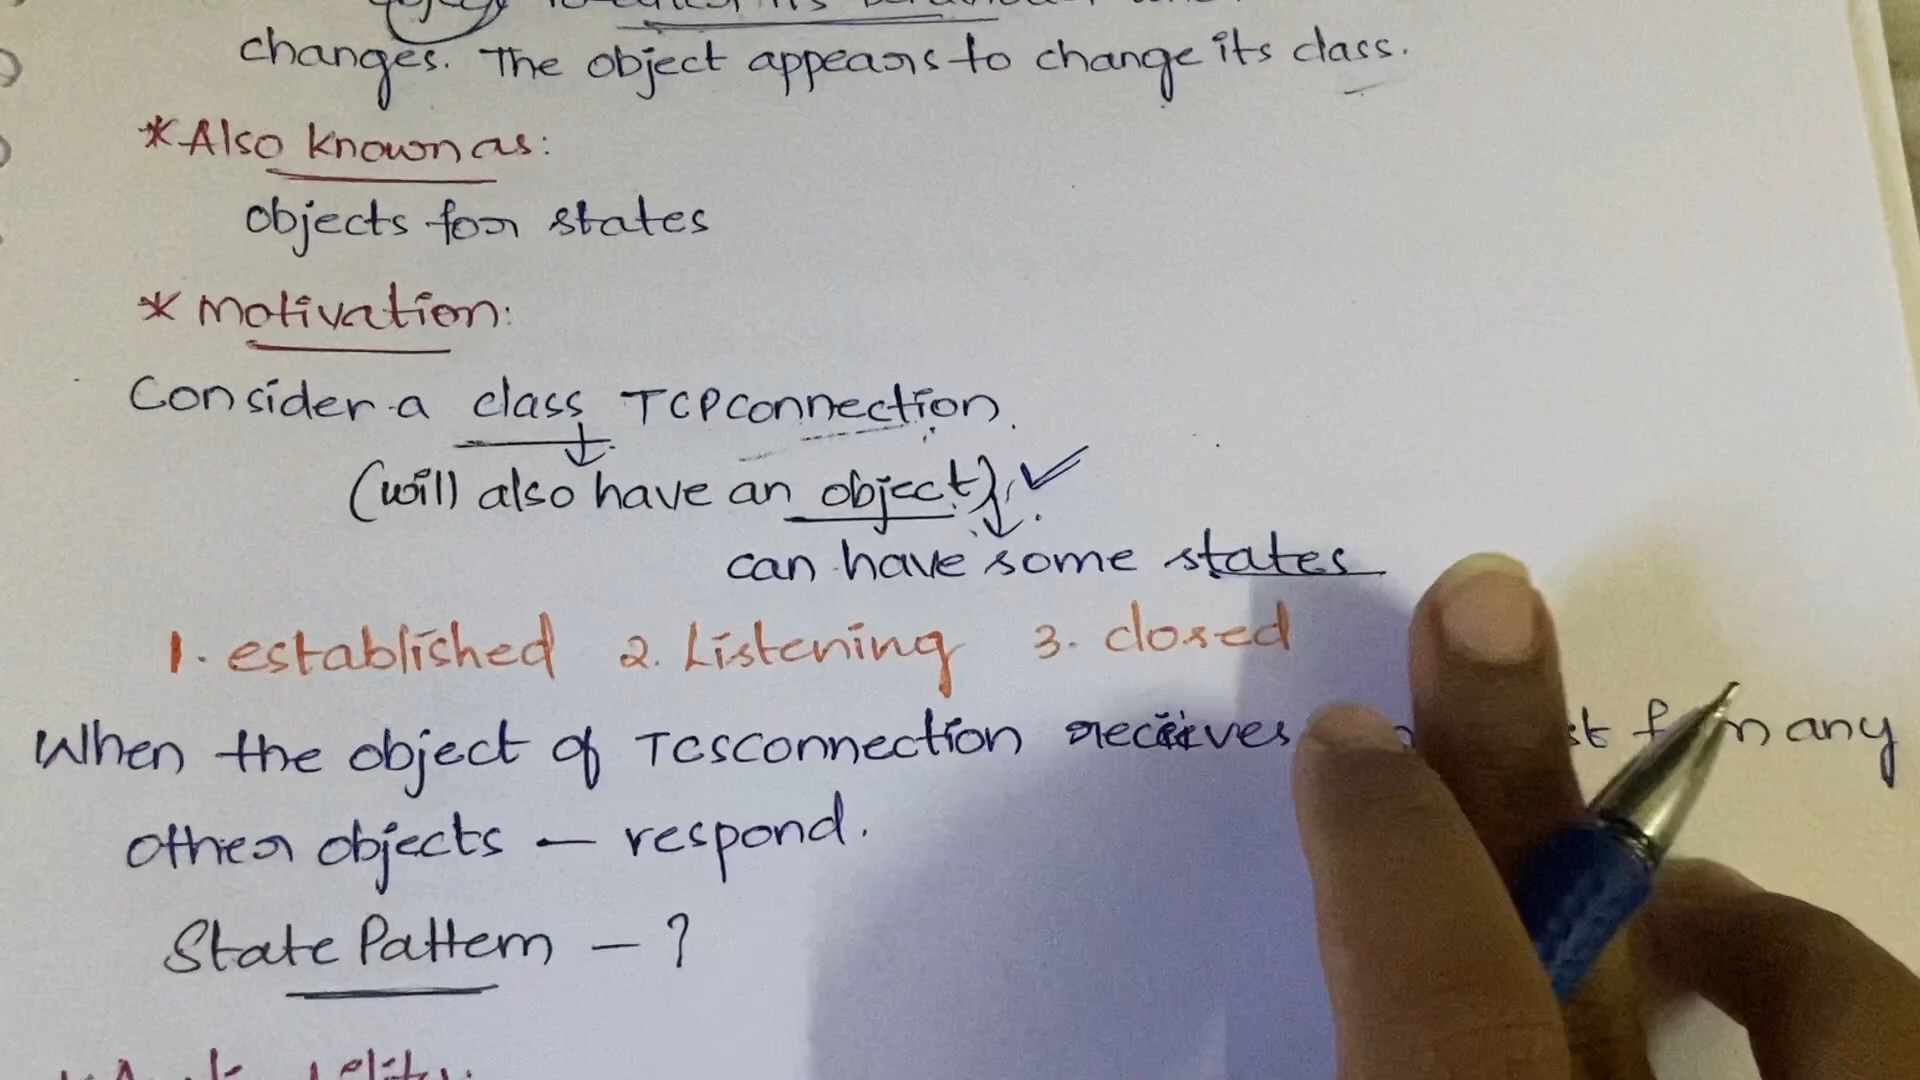 to its
changes. The object appears to change its class.
*Also known as:
objects for states
* Motivation:
Consider a class TCPconnection.
(will also have an object).
can have some states
1. established 2. Listening 3. closed
When the object of TCSconnection receives any
other objects – respond.
State Pattern – ?